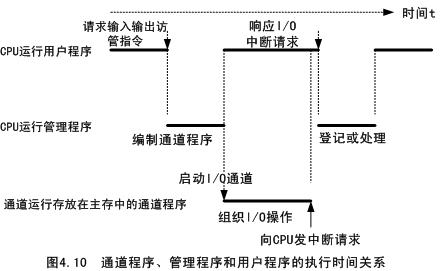 时间t
请求输入输出访
管指令
响应I/O
中断请求
CPU运行用户程序
CPU运行管理程序
编制通道程序
登记或处理
启动I/O通道
通道运行存放在主存中的通道程序
组织I/O操作
向CPU发中断请求
图4.10 通道程序、管理程序和用户程序的执行时间关系